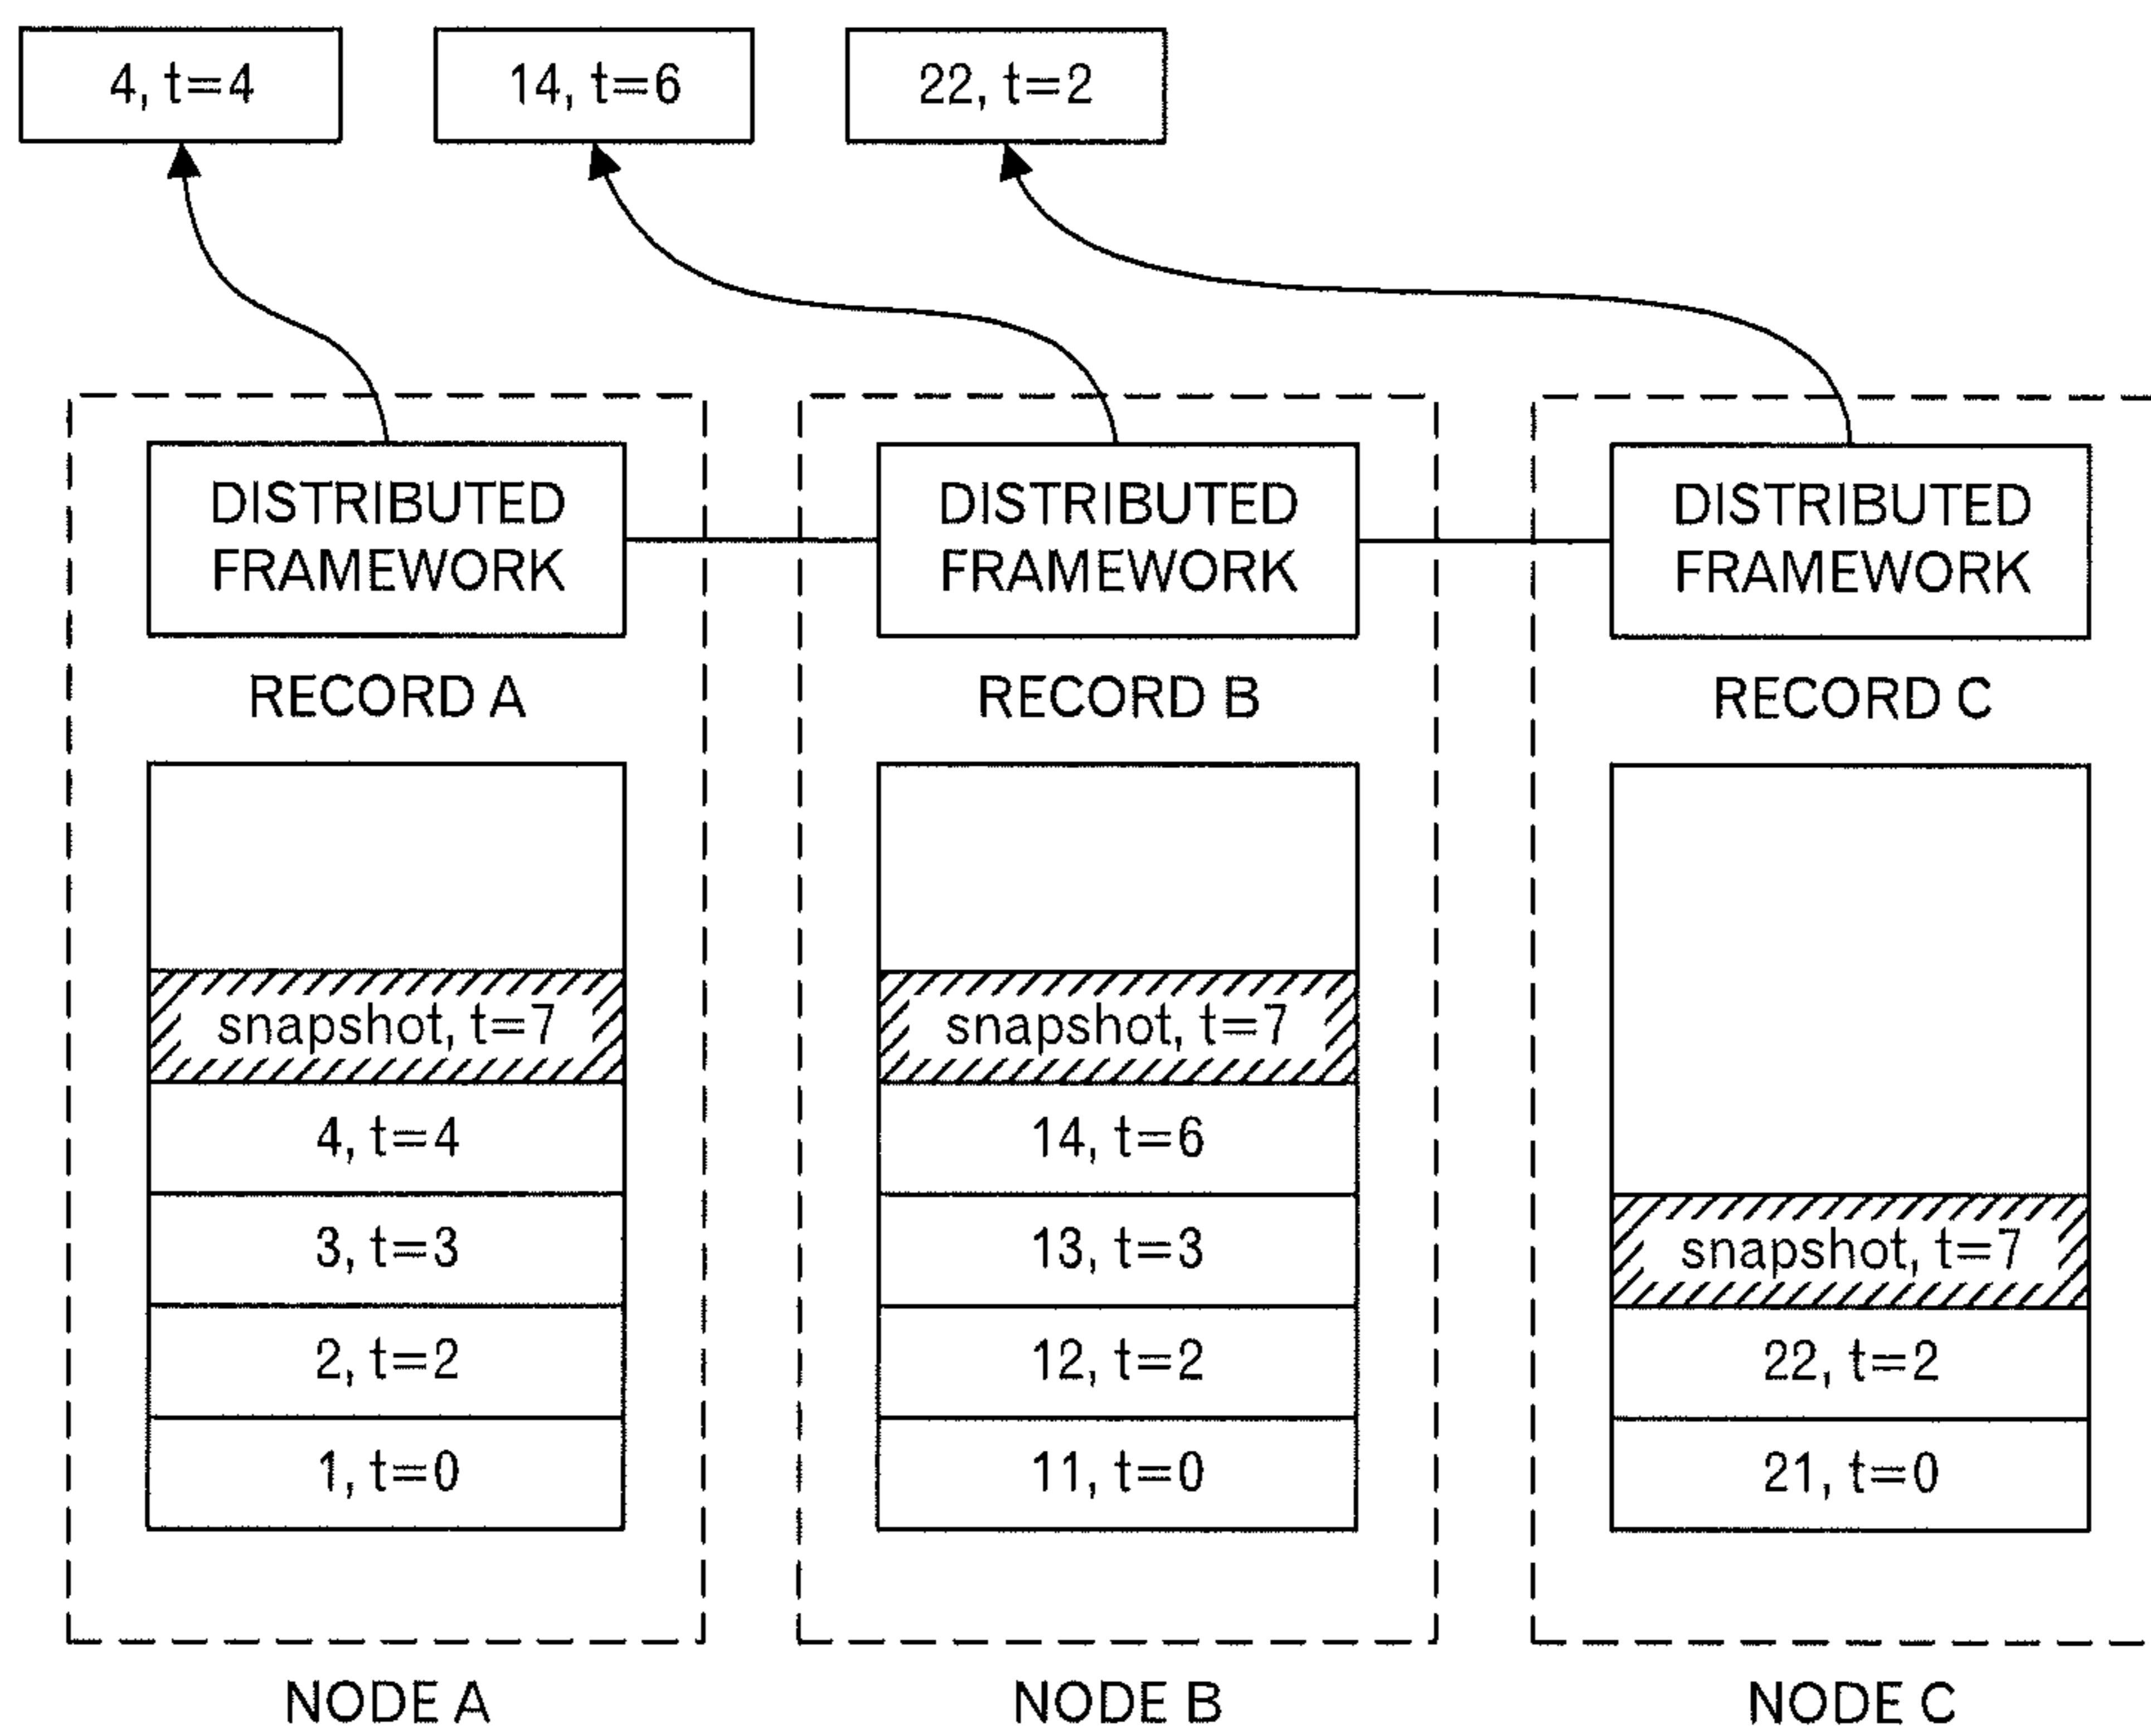 4, t=4
14, t=6
22, t=2
DISTRIBUTED
FRAMEWORK
DISTRIBUTED
FRAMEWORK
DISTRIBUTED
FRAMEWORK
RECORD A
RECORD B
RECORD C
snapshot, t=7
4, t=4
3, t=3
2, t=2
1, t=0
snapshot, t=7
14, t=6
13, t=3
12, t=2
11, t=0
snapshot, t=7
22, t=2
21, t=0
NODE A
NODE B
NODE C